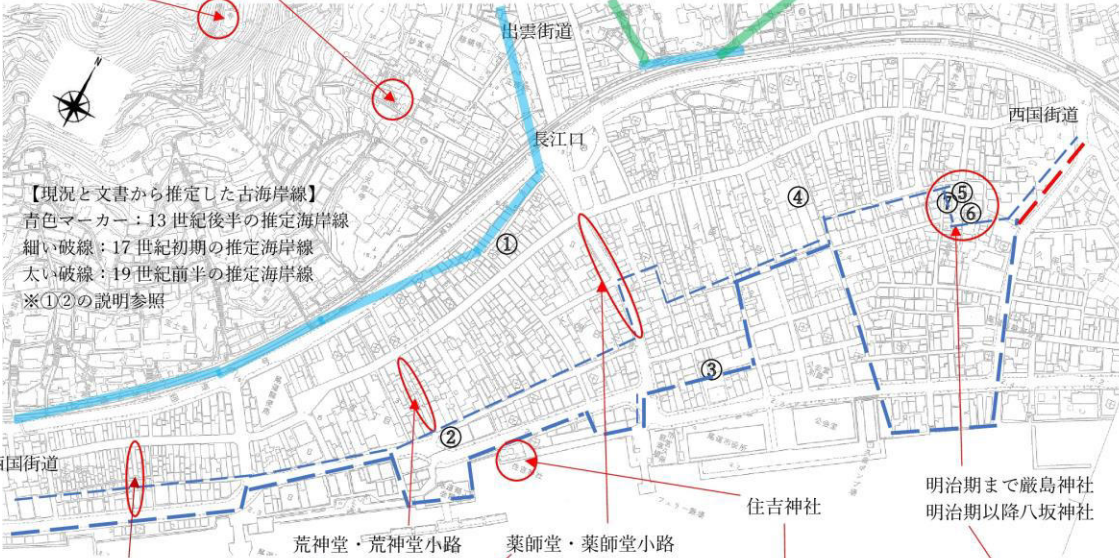 出雲街道
N
西国街道
長江口
【現況と文書から推定した古海岸線】
青色マーカー：13 世紀後半の推定海岸線
細い破線：17 世紀初期の推定海岸線
太い破線：19 世紀前半の推定海岸線
※①②の説明参照
④
⑤
⑦
⑥
①
③
②
国街道
住吉神社
明治期まで厳島神社
明治期以降八坂神社
荒神堂・荒神堂小路
薬師堂・薬師堂小路